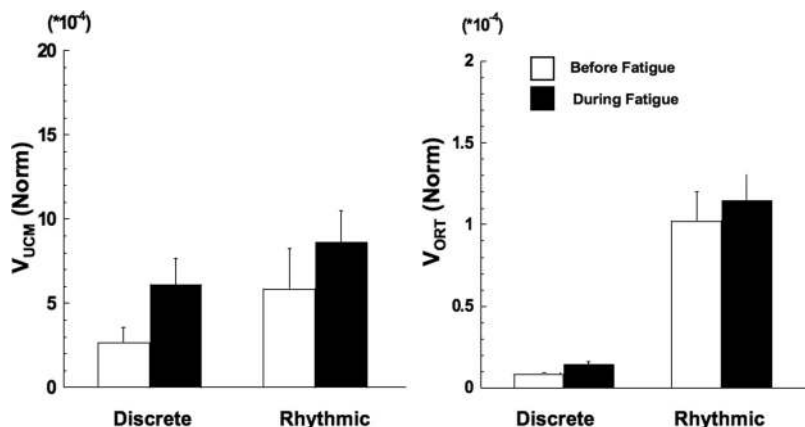 (*10⁻⁴)
20
15
10
5
0
V_UCM (Norm)
Discrete
Rhythmic
(*10⁻⁴)
2
1.5
1
0.5
0
V_ORT (Norm)
Before Fatigue
During Fatigue
Discrete
Rhythmic